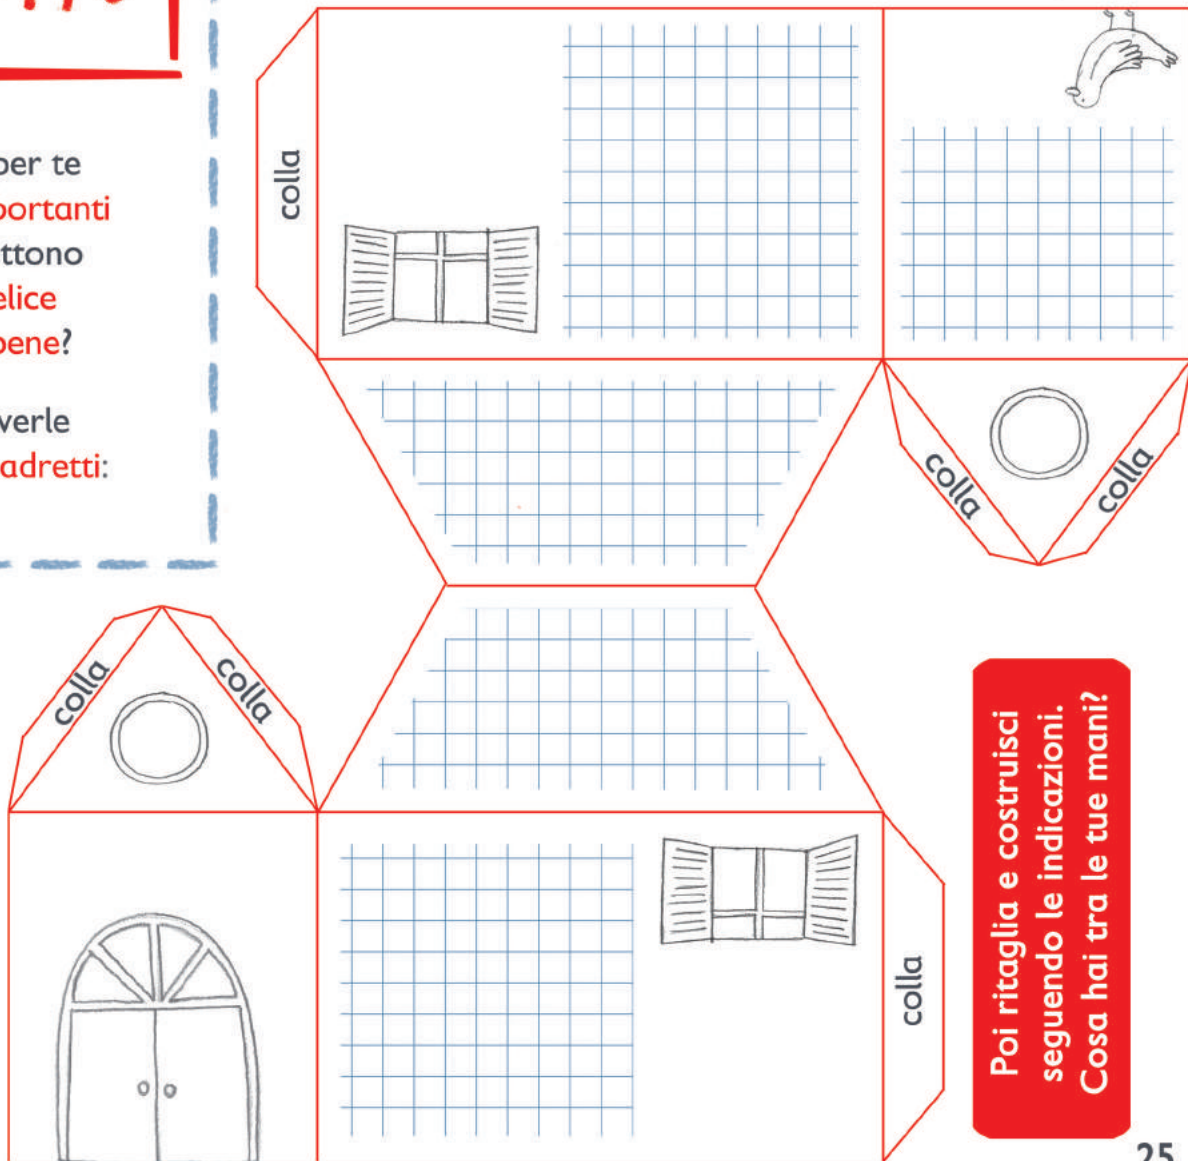 per te
portanti
ttono
elice
bene?
verle
adretti:
colla
colla
colla
colla
colla
colla
Poi ritaglia e costruisci
seguendo le indicazioni.
Cosa hai tra le tue mani?
25